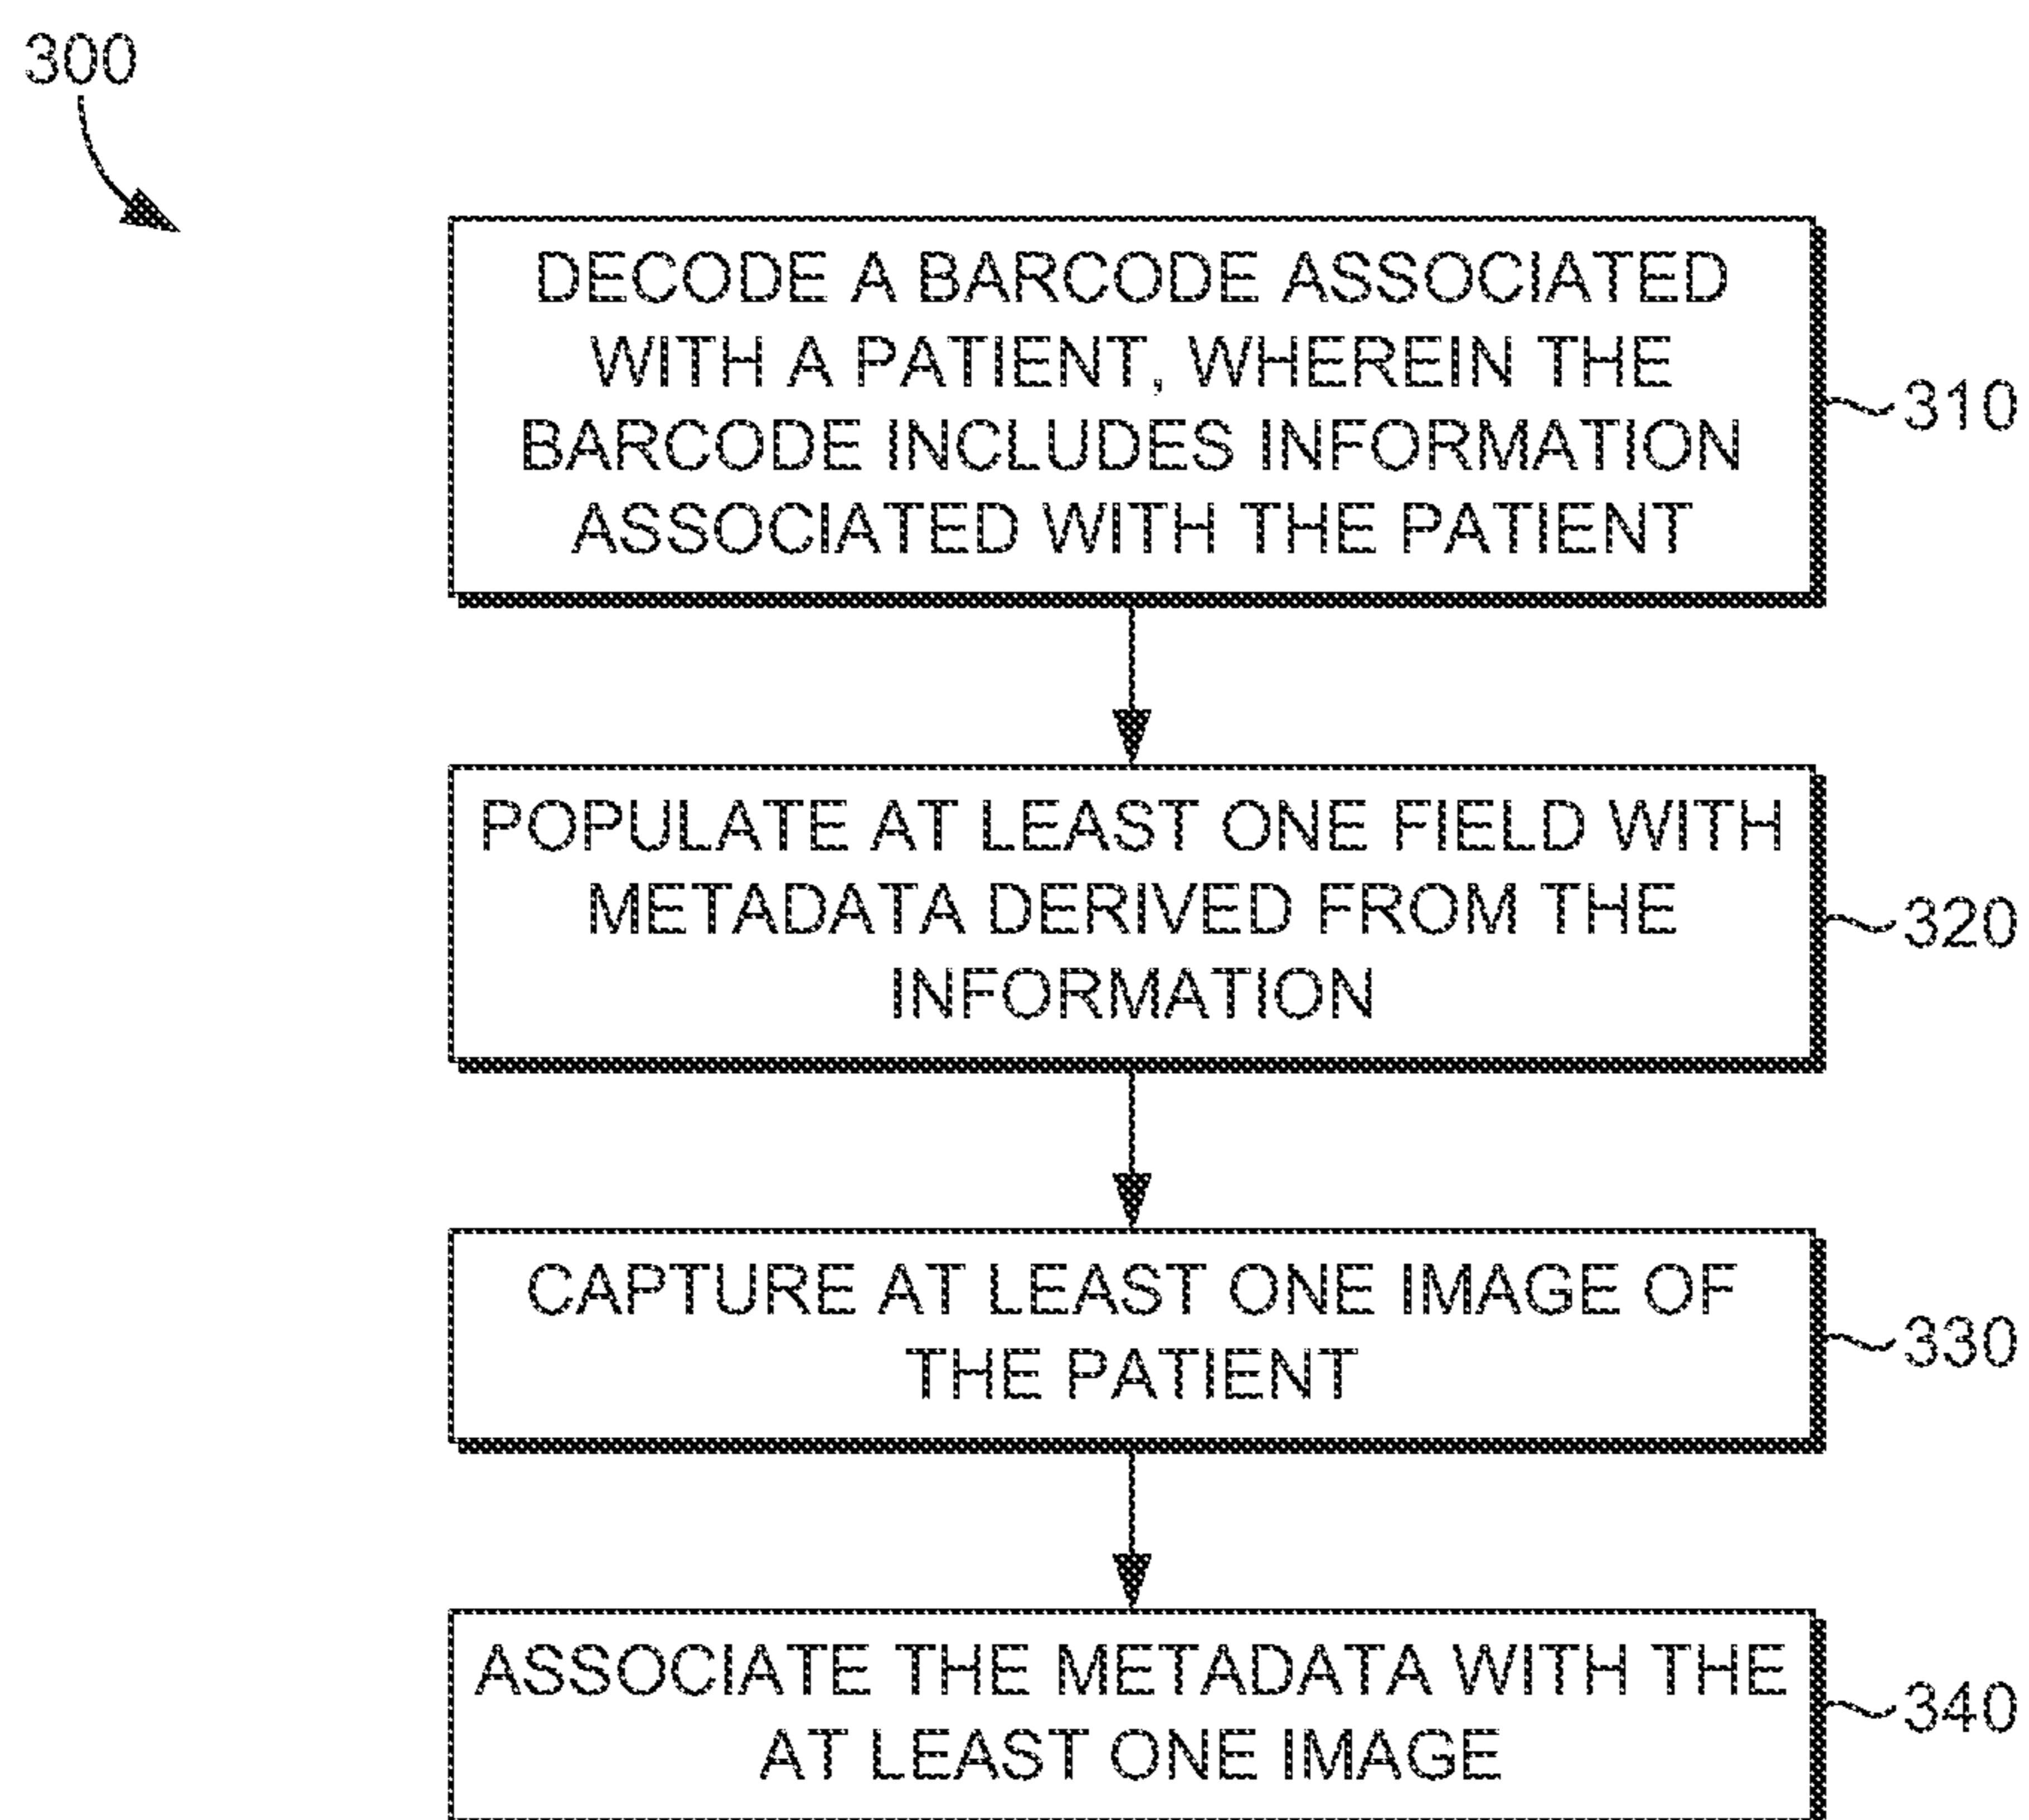 300
DECODE A BARCODE ASSOCIATED
WITH A PATIENT, WHEREIN THE
BARCODE INCLUDES INFORMATION
ASSOCIATED WITH THE PATIENT
310
POPULATE AT LEAST ONE FIELD WITH
METADATA DERIVED FROM THE
INFORMATION
320
CAPTURE AT LEAST ONE IMAGE OF
THE PATIENT
330
ASSOCIATE THE METADATA WITH THE
AT LEAST ONE IMAGE
340